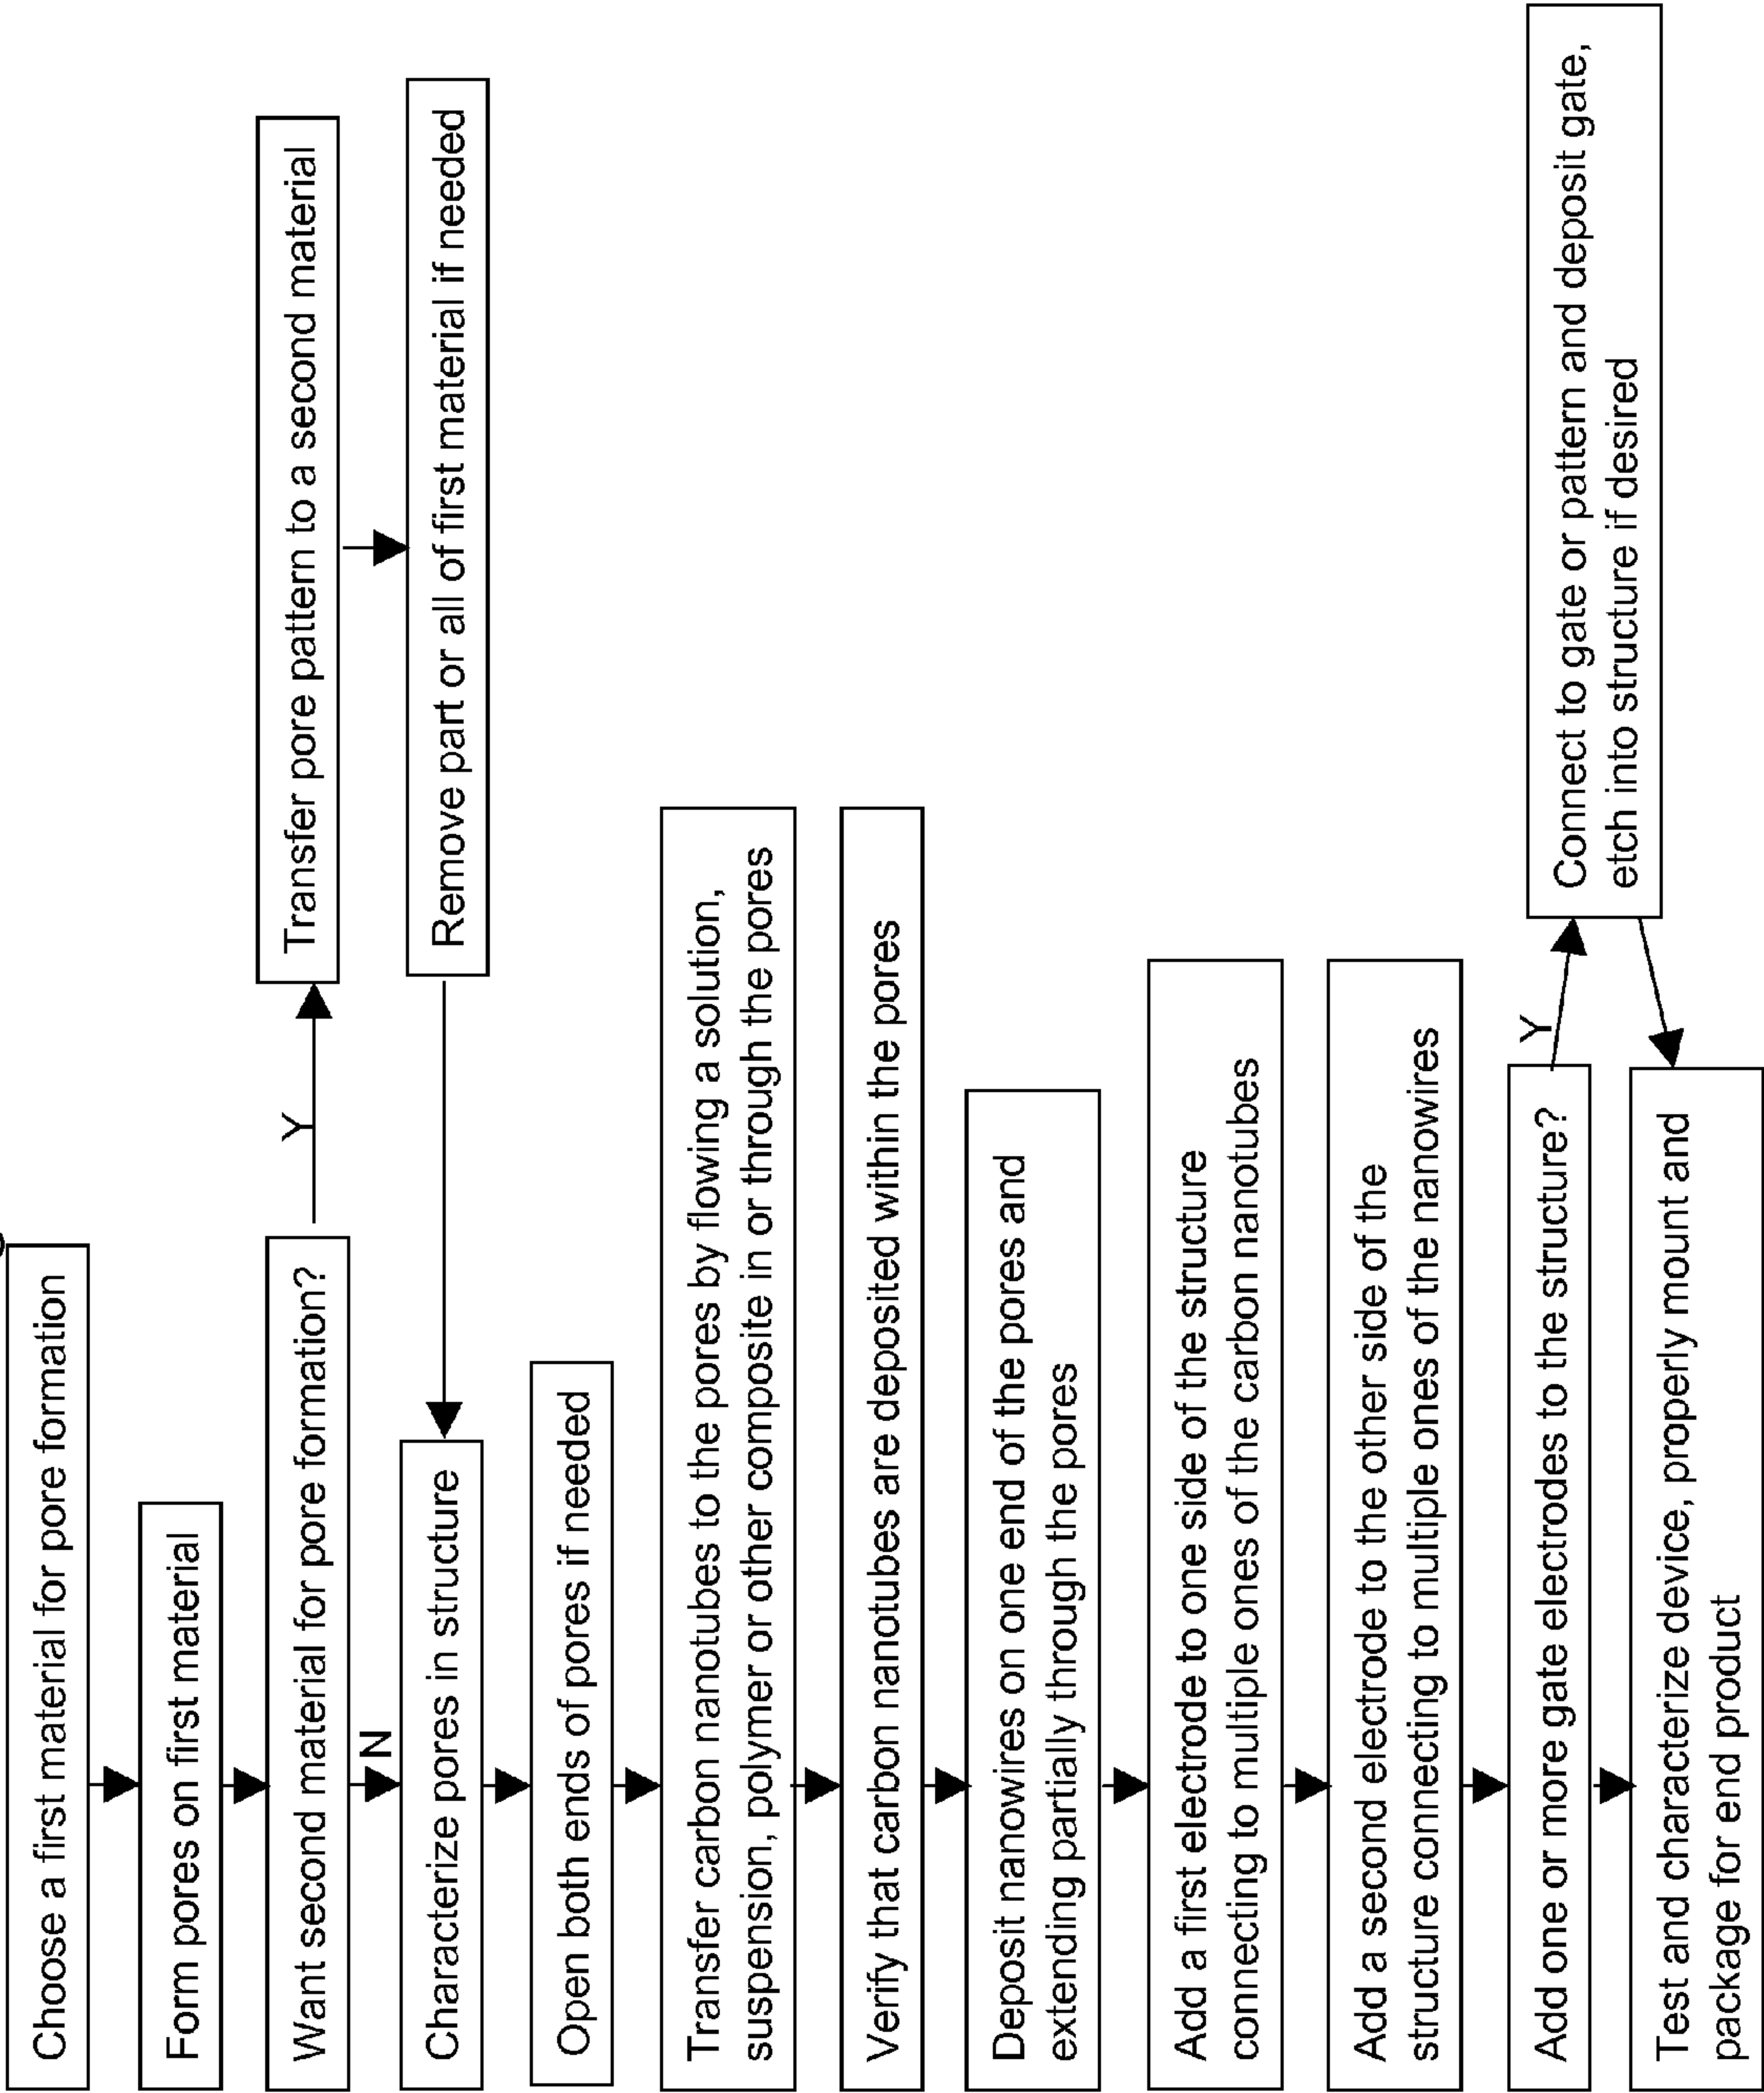 Choose a first material for pore formation
Form pores on first material
Want second material for pore formation?
Y
Transfer pore pattern to a second material
Remove part or all of first material if needed
N
Characterize pores in structure
Open both ends of pores if needed
Transfer carbon nanotubes to the pores by flowing a solution,
suspension, polymer or other composite in or through the pores
Verify that carbon nanotubes are deposited within the pores
Deposit nanowires on one end of the pores and
extending partially through the pores
Add a first electrode to one side of the structure
connecting to multiple ones of the carbon nanotubes
Add a second electrode to the other side of the
structure connecting to multiple ones of the nanowires
Add one or more gate electrodes to the structure?
Y
Connect to gate or pattern and deposit gate,
etch into structure if desired
Test and characterize device, properly mount and
package for end product